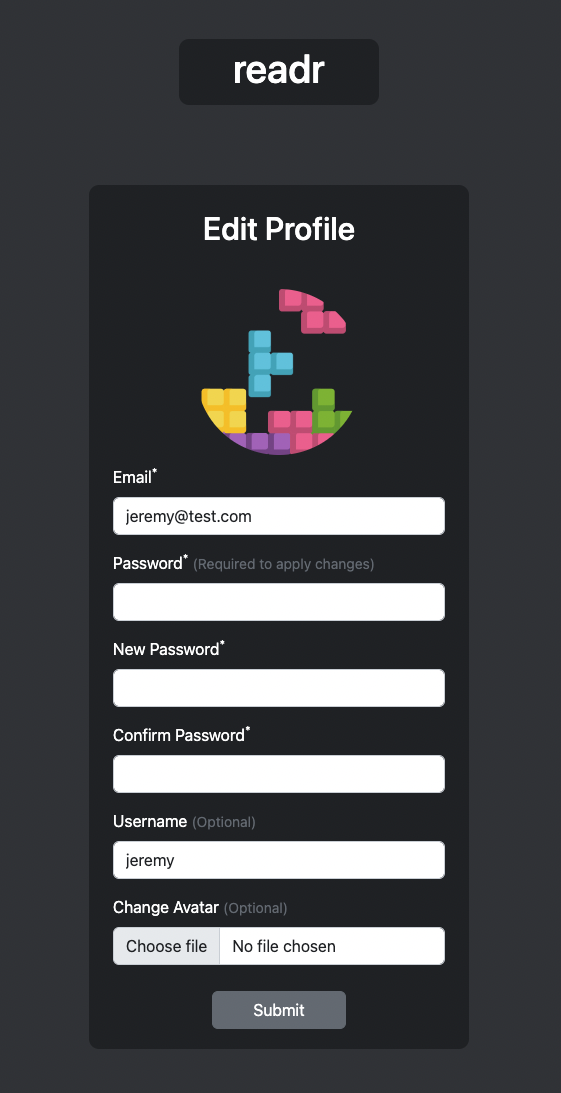 readr
Edit Profile
Email*
jeremy@test.com
Password* (Required to apply changes)
New Password*
Confirm Password*
Username (Optional)
jeremy
Change Avatar (Optional)
Choose file No file chosen
Submit